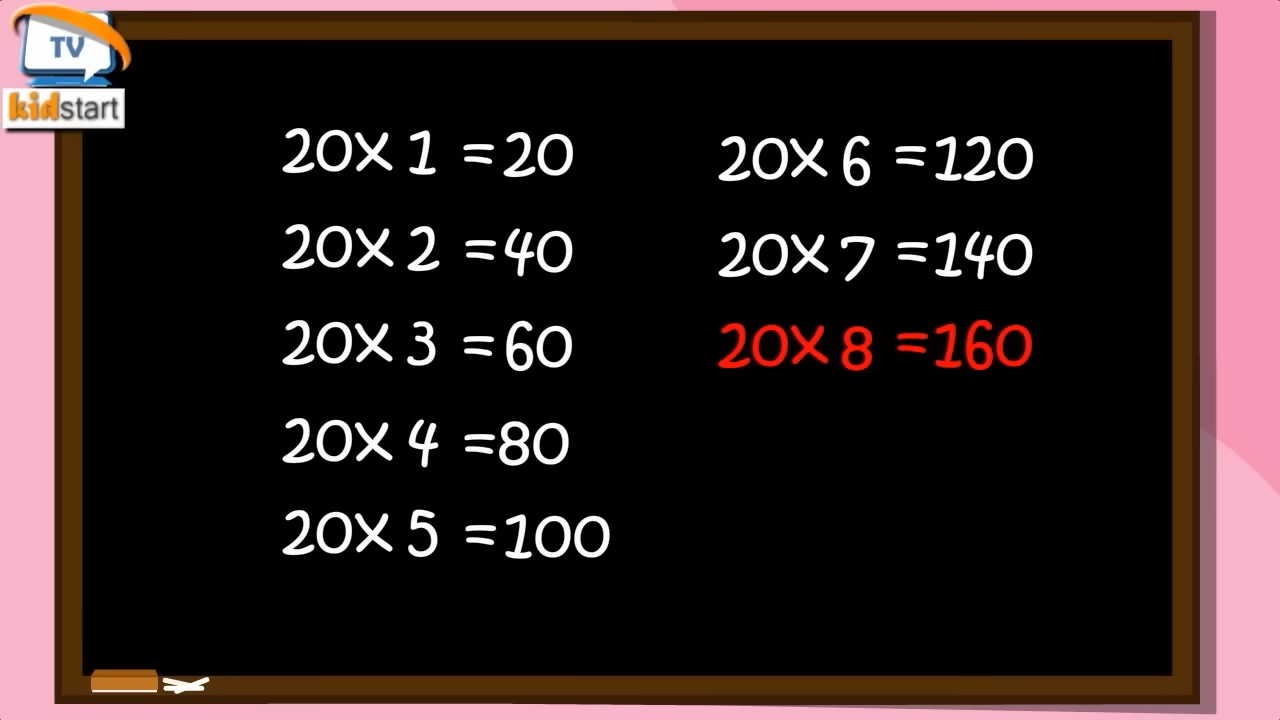 TV
kidstart
20X 1 =20
20X 2 =40
20X 3 =60
20X 4 =80
20X 5 =100
20X 6 =120
20X 7 =140
20X 8 =160